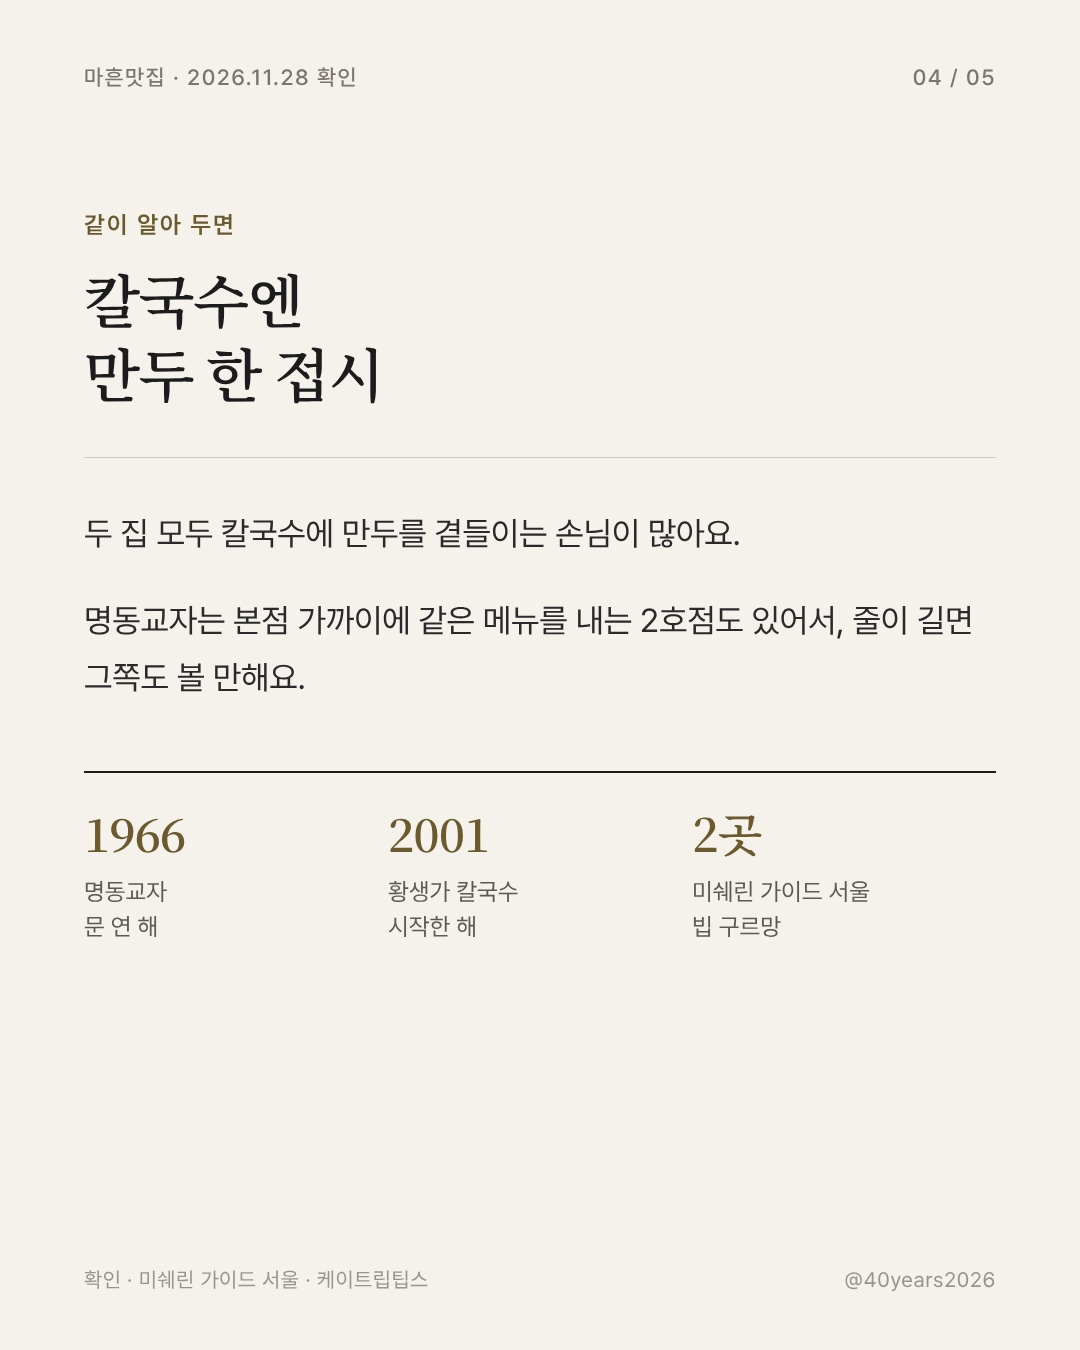 마흔맛집 · 2026.11.28 확인
04 / 05
같이 알아 두면
칼국수엔
만두 한 접시
두 집 모두 칼국수에 만두를 곁들이는 손님이 많아요.
명동교자는 본점 가까이에 같은 메뉴를 내는 2호점도 있어서, 줄이 길면
그쪽도 볼 만해요.
1966
명동교자
문 연 해
2001
황생가 칼국수
시작한 해
2곳
미쉐린 가이드 서울
빕 구르망
확인 · 미쉐린 가이드 서울 · 케이트립팁스
@40years2026